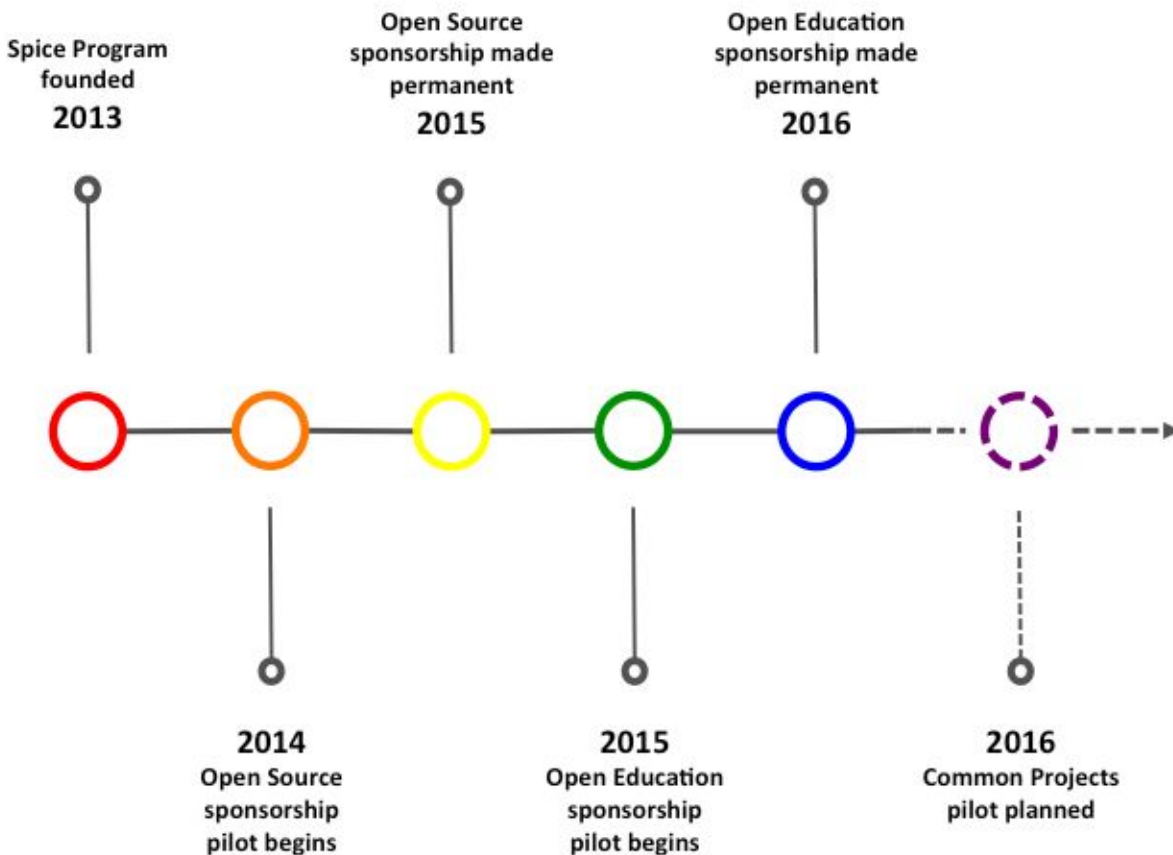 Spice Program
founded
2013
Open Source
sponsorship made
permanent
2015
Open Education
sponsorship made
permanent
2016
2014
Open Source
sponsorship
pilot begins
2015
Open Education
sponsorship
pilot begins
2016
Common Projects
pilot planned